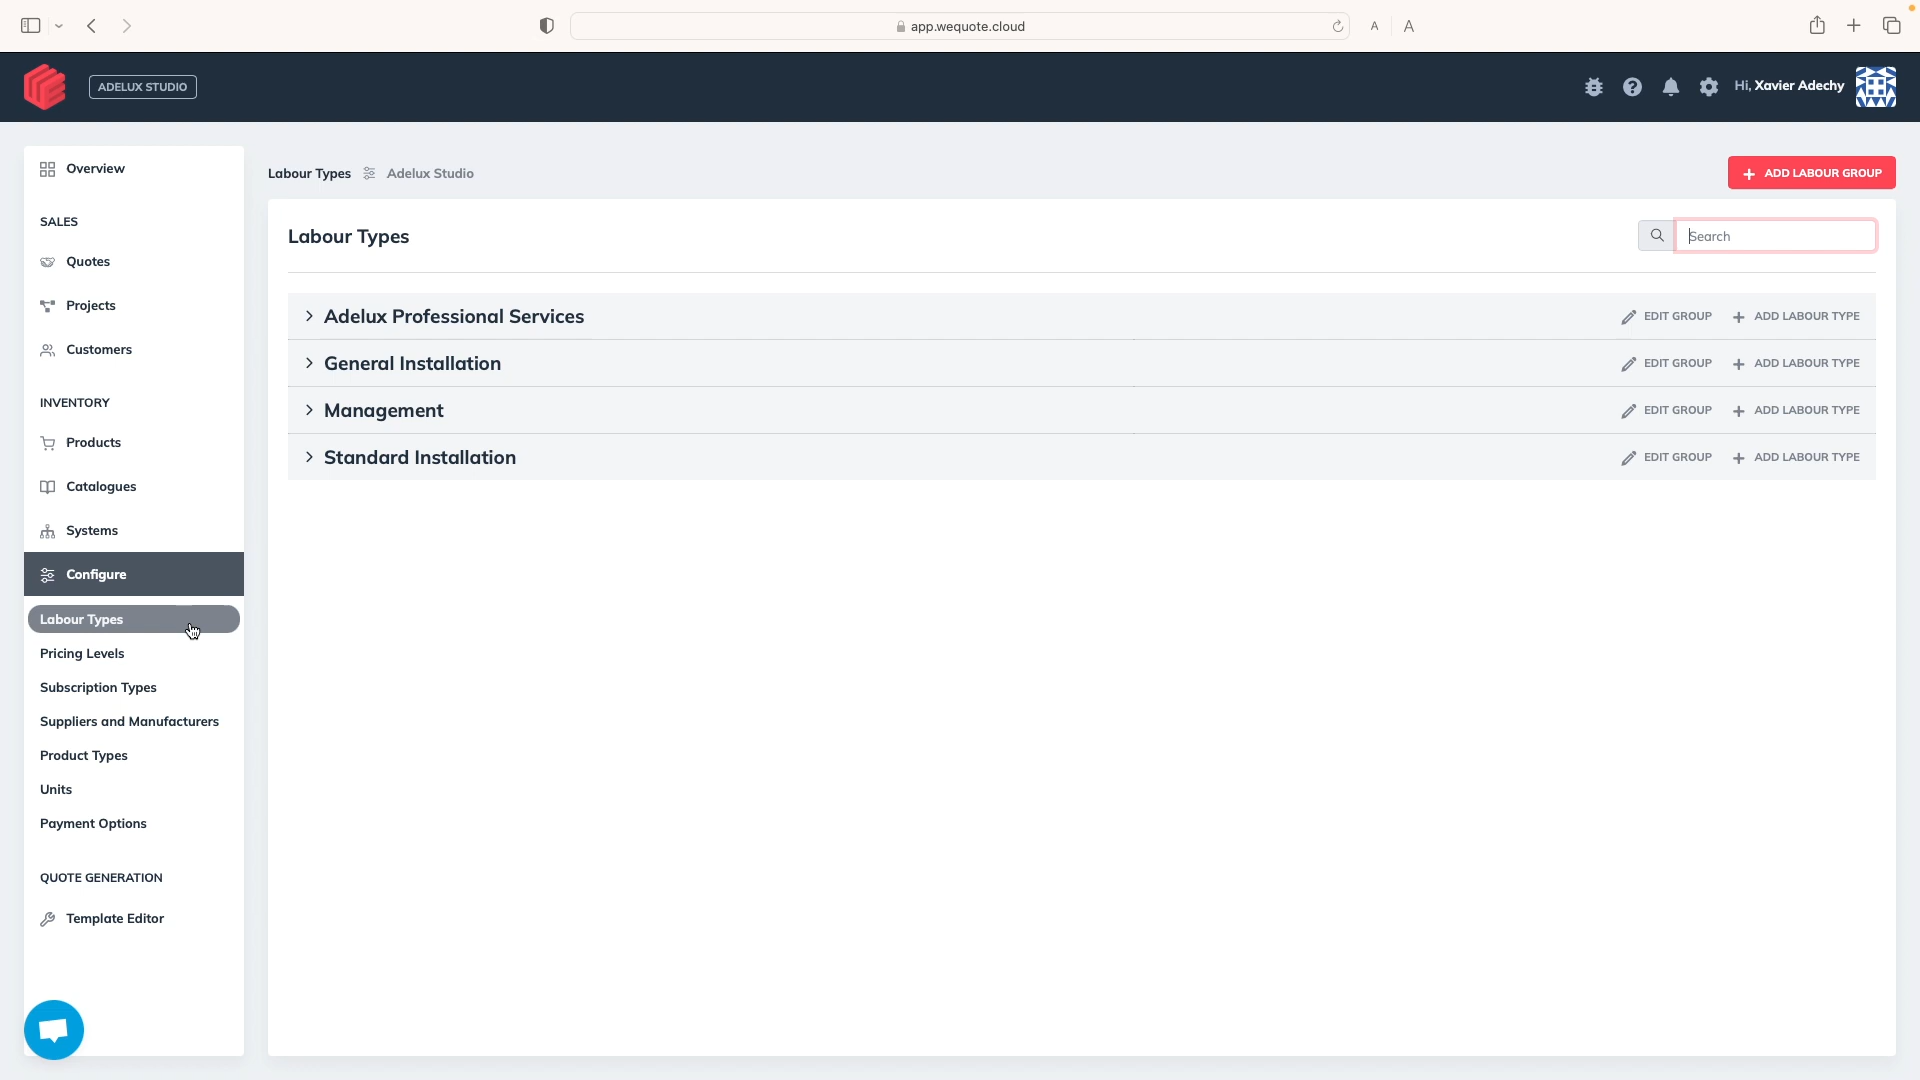 app.wequote.cloud
A A
ADELUX STUDIO
Hi, Xavier Adechy
Overview
SALES
Quotes
Projects
Customers
INVENTORY
Products
Catalogues
Systems
Configure
Labour Types
Pricing Levels
Subscription Types
Suppliers and Manufacturers
Product Types
Units
Payment Options
QUOTE GENERATION
Template Editor
Labour Types Adelux Studio
ADD LABOUR GROUP
Labour Types
Search
Adelux Professional Services EDIT GROUP ADD LABOUR TYPE
General Installation EDIT GROUP ADD LABOUR TYPE
Management EDIT GROUP ADD LABOUR TYPE
Standard Installation EDIT GROUP ADD LABOUR TYPE